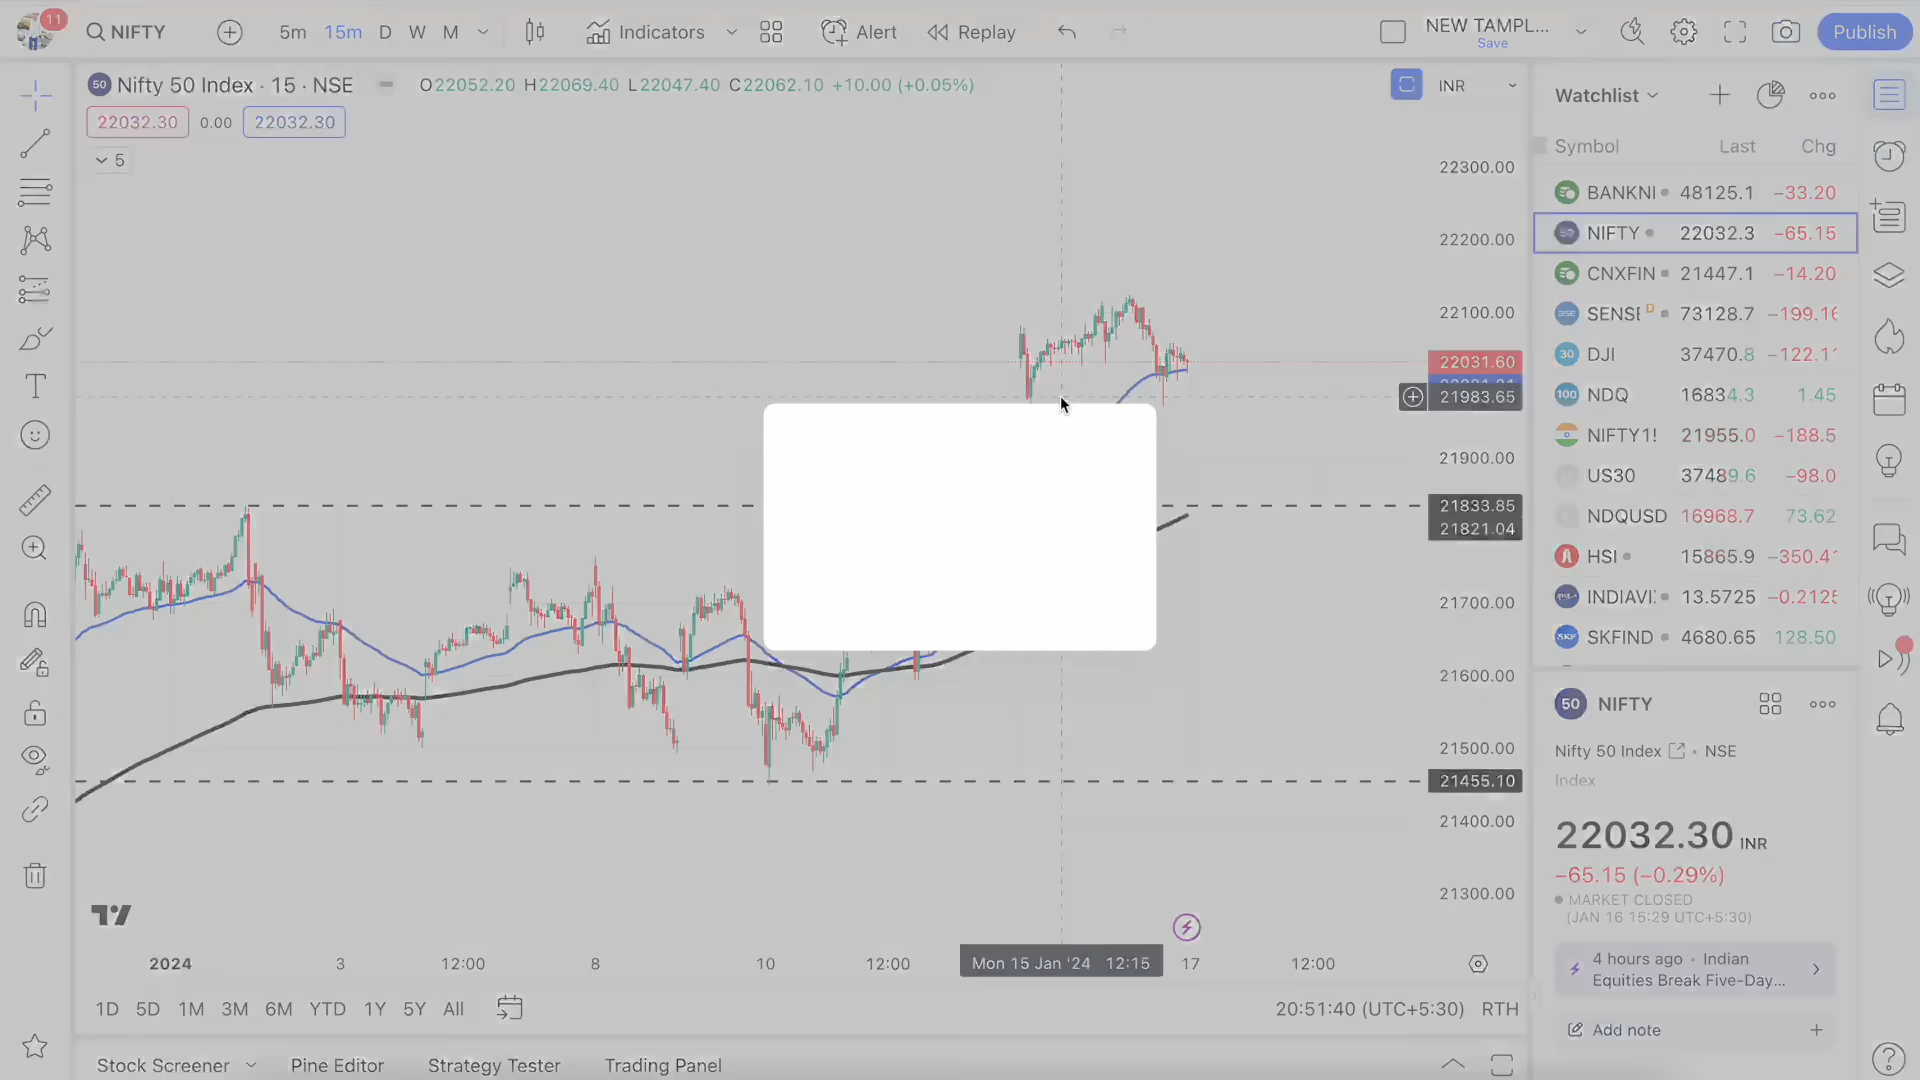 11
NIFTY
5m 15m D W M
Indicators
Alert
Replay
NEW TAMPL...
Save
Publish
50 Nifty 50 Index · 15 · NSE
O22052.20 H22069.40 L22047.40 C22062.10 +10.00 (+0.05%)
INR
22032.30 0.00 22032.30
5
22300.00
22200.00
22100.00
22031.60
21983.65
21900.00
21833.85
21821.04
21700.00
21600.00
21500.00
21455.10
21400.00
21300.00
2024 3 12:00 8 10 12:00 Mon 15 Jan '24 12:15 17 12:00
1D 5D 1M 3M 6M YTD 1Y 5Y All
20:51:40 (UTC+5:30) RTH
Stock Screener Pine Editor Strategy Tester Trading Panel
Watchlist
Symbol Last Chg
BANKNI 48125.1 −33.20
NIFTY 22032.3 −65.15
CNXFIN 21447.1 −14.20
SENSE D 73128.7 −199.16
30 DJI 37470.8 −122.1
100 NDQ 16834.3 1.45
NIFTY1! 21955.0 −188.5
US30 37489.6 −98.0
NDQUSD 16968.7 73.62
HSI 15865.9 −350.4
INDIAVI 13.5725 −0.2125
SKFIND 4680.65 128.50
50 NIFTY
Nifty 50 Index • NSE
Index
22032.30 INR
−65.15 (−0.29%)
MARKET CLOSED
(JAN 16 15:29 UTC+5:30)
4 hours ago • Indian
Equities Break Five-Day...
Add note